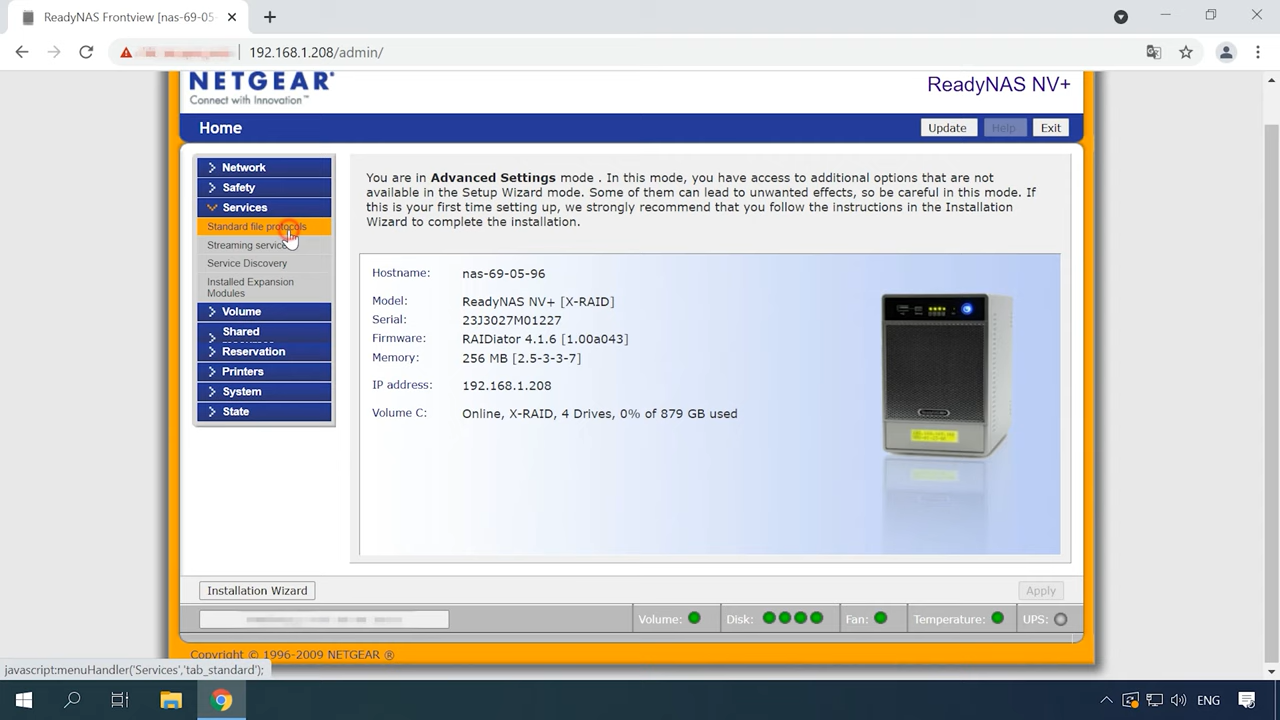 ReadyNAS Frontview [nas-69-05-
192.168.1.208/admin/
NETGEAR®
Connect with Innovation™
ReadyNAS NV+
Home
Update
Help
Exit
Network
Safety
Services
Standard file protocols
Streaming service
Service Discovery
Installed Expansion
Modules
Volume
Shared
Reservation
Printers
System
State
You are in Advanced Settings mode . In this mode, you have access to additional options that are not
available in the Setup Wizard mode. Some of them can lead to unwanted effects, so be careful in this mode. If
this is your first time setting up, we strongly recommend that you follow the instructions in the Installation
Wizard to complete the installation.
Hostname: nas-69-05-96
Model: ReadyNAS NV+ [X-RAID]
Serial: 23J3027M01227
Firmware: RAIDiator 4.1.6 [1.00a043]
Memory: 256 MB [2.5-3-3-7]
IP address: 192.168.1.208
Volume C: Online, X-RAID, 4 Drives, 0% of 879 GB used
Installation Wizard
Apply
Volume:
Disk:
Fan:
Temperature:
UPS:
Copyright © 1996-2009 NETGEAR ®
javascript:menuHandler('Services','tab_standard');
ENG